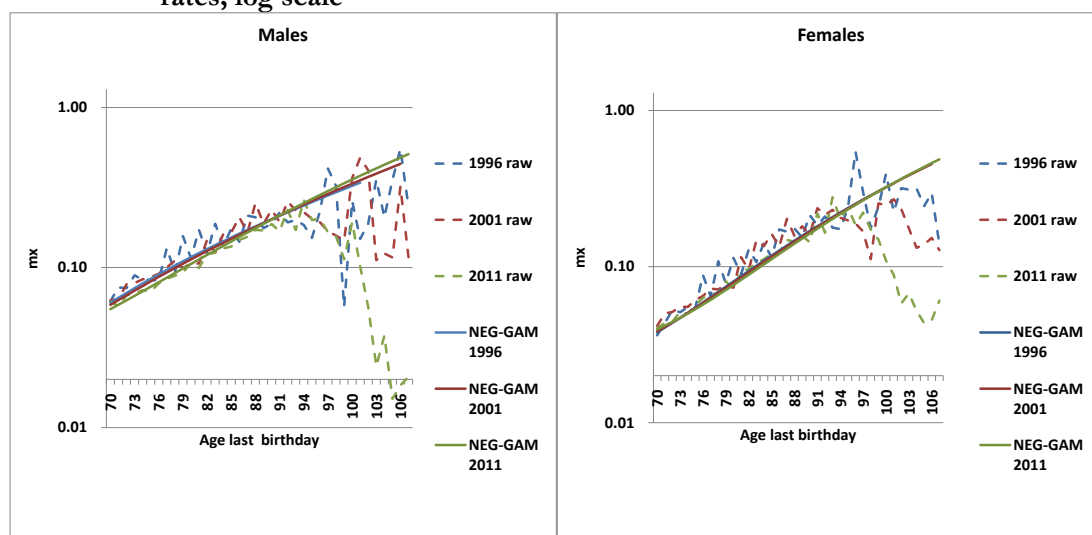 rates, log scale
Males
1.00
0.10
0.01
mx
70 73 76 79 82 85 88 91 94 97 100 103 106
Age last birthday
1996 raw
2001 raw
2011 raw
NEG-GAM
1996
NEG-GAM
2001
NEG-GAM
2011
Females
1.00
0.10
0.01
mx
70 73 76 79 82 85 88 91 94 97 100 103 106
Age last birthday
1996 raw
2001 raw
2011 raw
NEG-GAM
1996
NEG-GAM
2001
NEG-GAM
2011